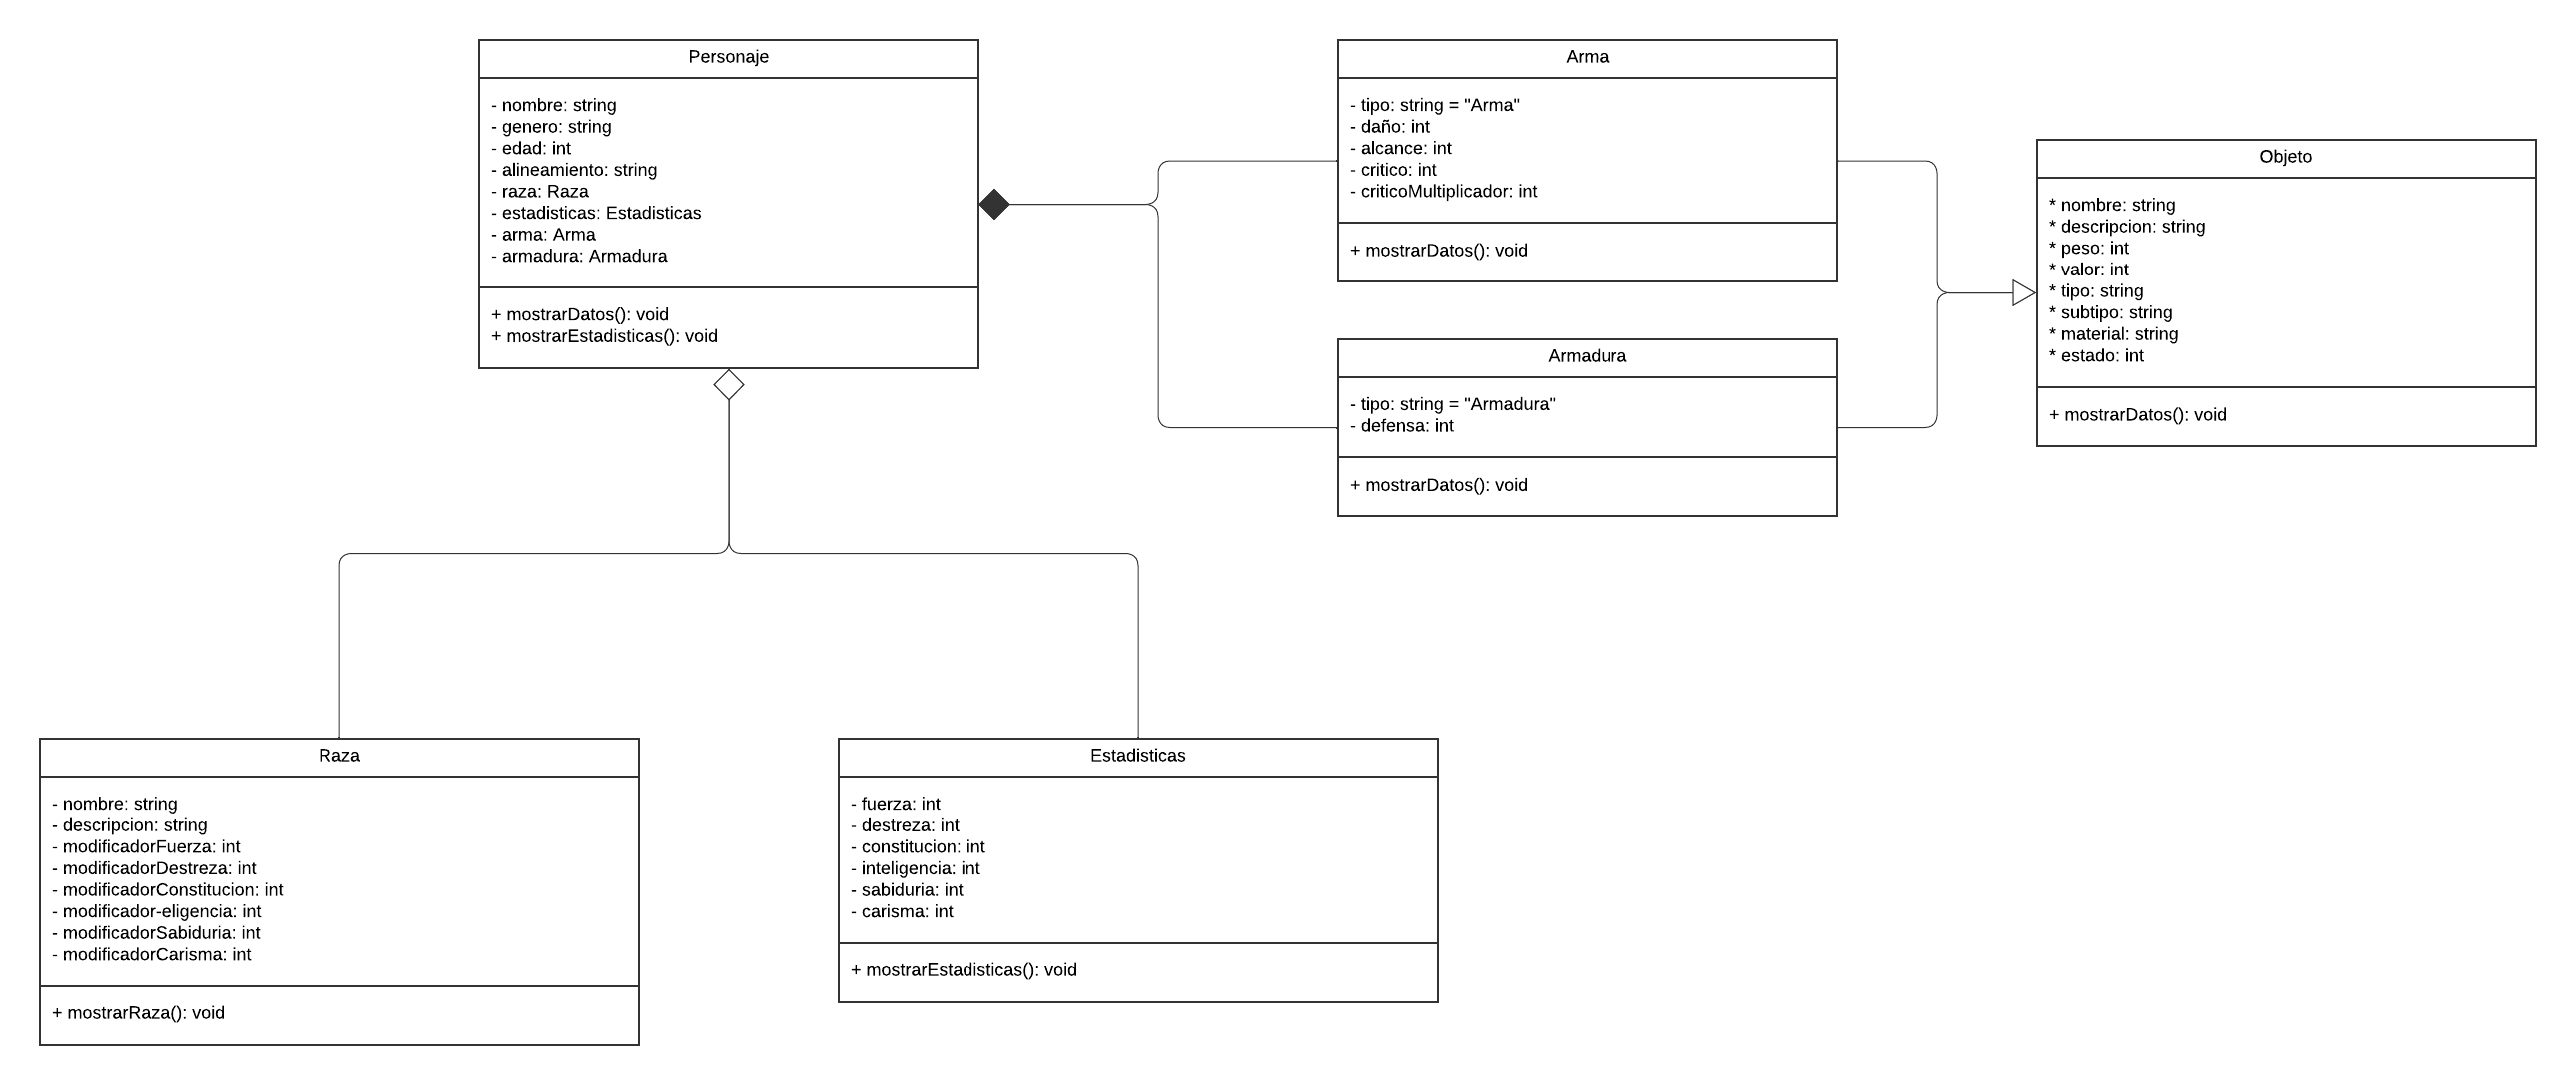 Personaje
- nombre: string
- genero: string
- edad: int
- alineamiento: string
- raza: Raza
- estadisticas: Estadisticas
- arma: Arma
- armadura: Armadura
+ mostrarDatos(): void
+ mostrarEstadisticas(): void
Arma
- tipo: string = "Arma"
- daño: int
- alcance: int
- critico: int
- criticoMultiplicador: int
+ mostrarDatos(): void
Armadura
- tipo: string = "Armadura"
- defensa: int
+ mostrarDatos(): void
Objeto
* nombre: string
* descripcion: string
* peso: int
* valor: int
* tipo: string
* subtipo: string
* material: string
* estado: int
+ mostrarDatos(): void
Raza
- nombre: string
- descripcion: string
- modificadorFuerza: int
- modificadorDestreza: int
- modificadorConstitucion: int
- modificador-eligencia: int
- modificadorSabiduria: int
- modificadorCarisma: int
+ mostrarRaza(): void
Estadisticas
- fuerza: int
- destreza: int
- constitucion: int
- inteligencia: int
- sabiduria: int
- carisma: int
+ mostrarEstadisticas(): void